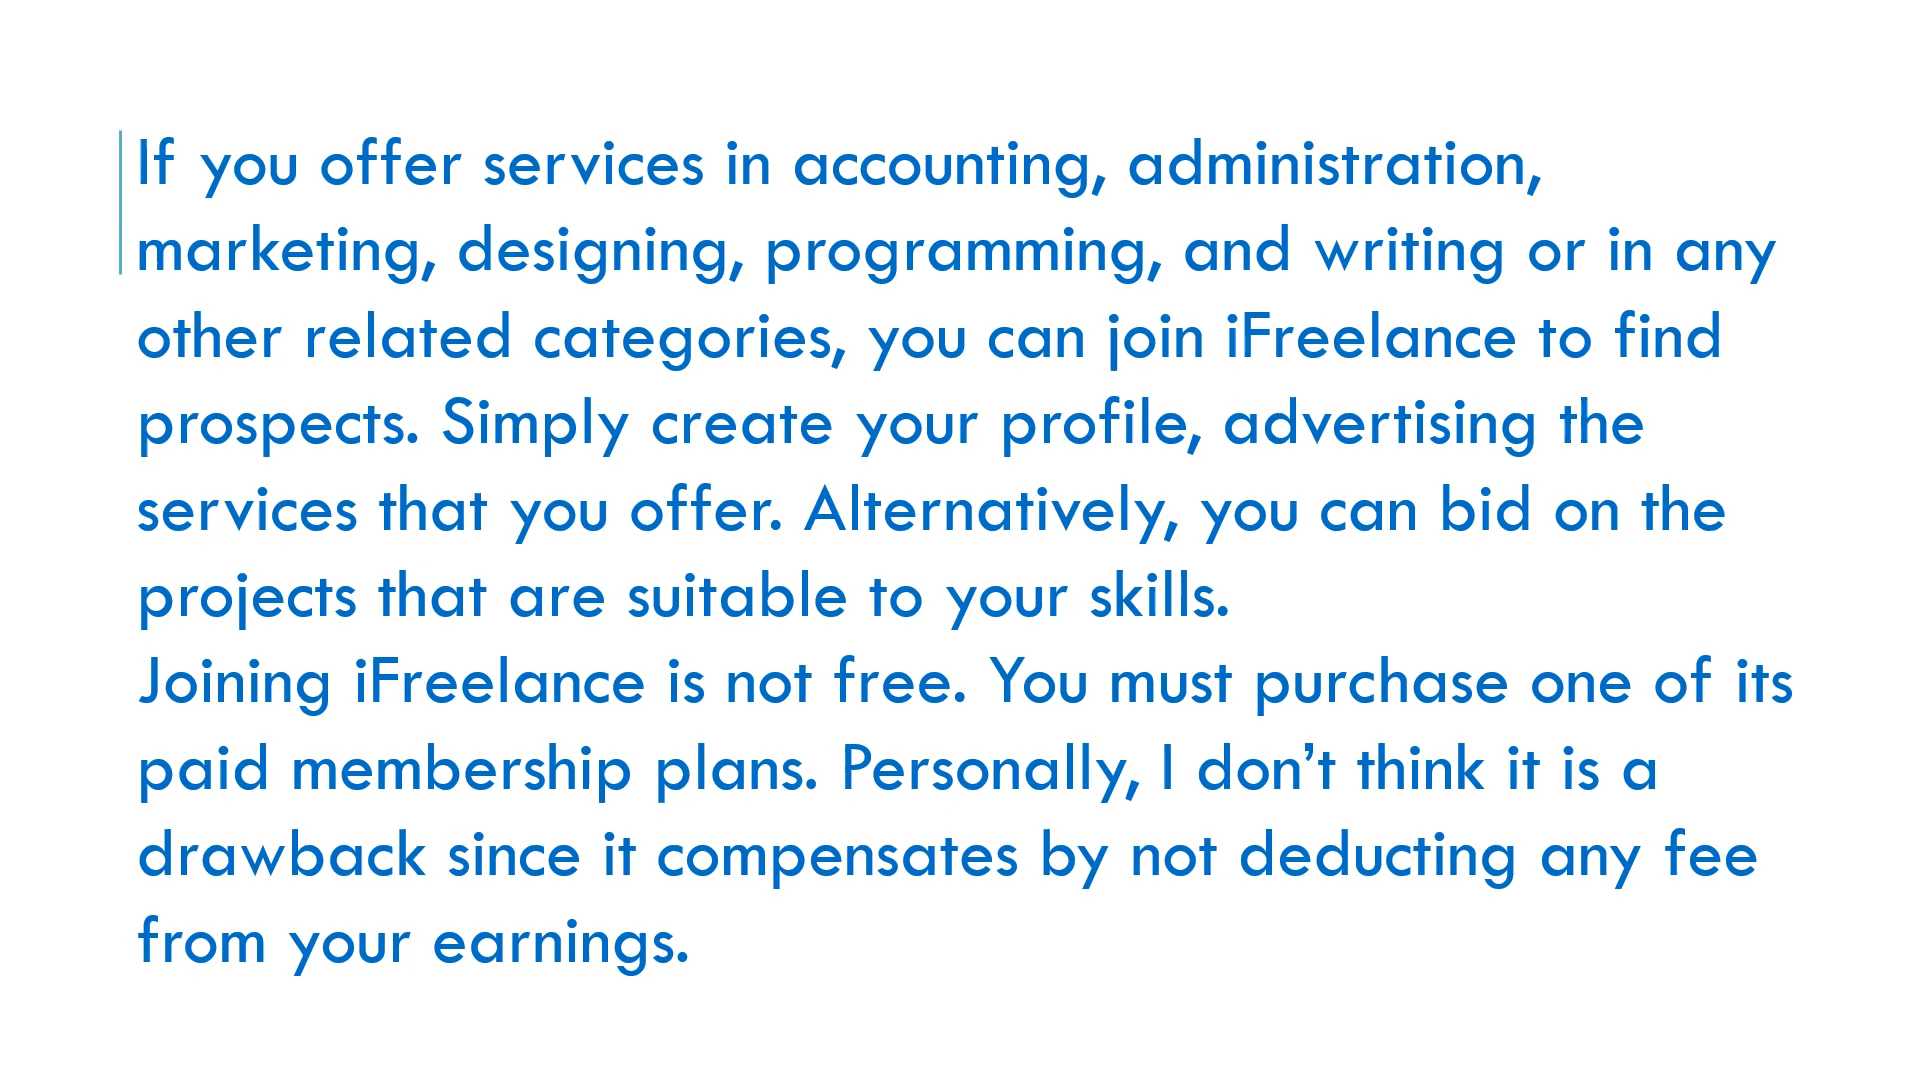 If you offer services in accounting, administration,
marketing, designing, programming, and writing or in any
other related categories, you can join iFreelance to find
prospects. Simply create your profile, advertising the
services that you offer. Alternatively, you can bid on the
projects that are suitable to your skills.
Joining iFreelance is not free. You must purchase one of its
paid membership plans. Personally, I don’t think it is a
drawback since it compensates by not deducting any fee
from your earnings.